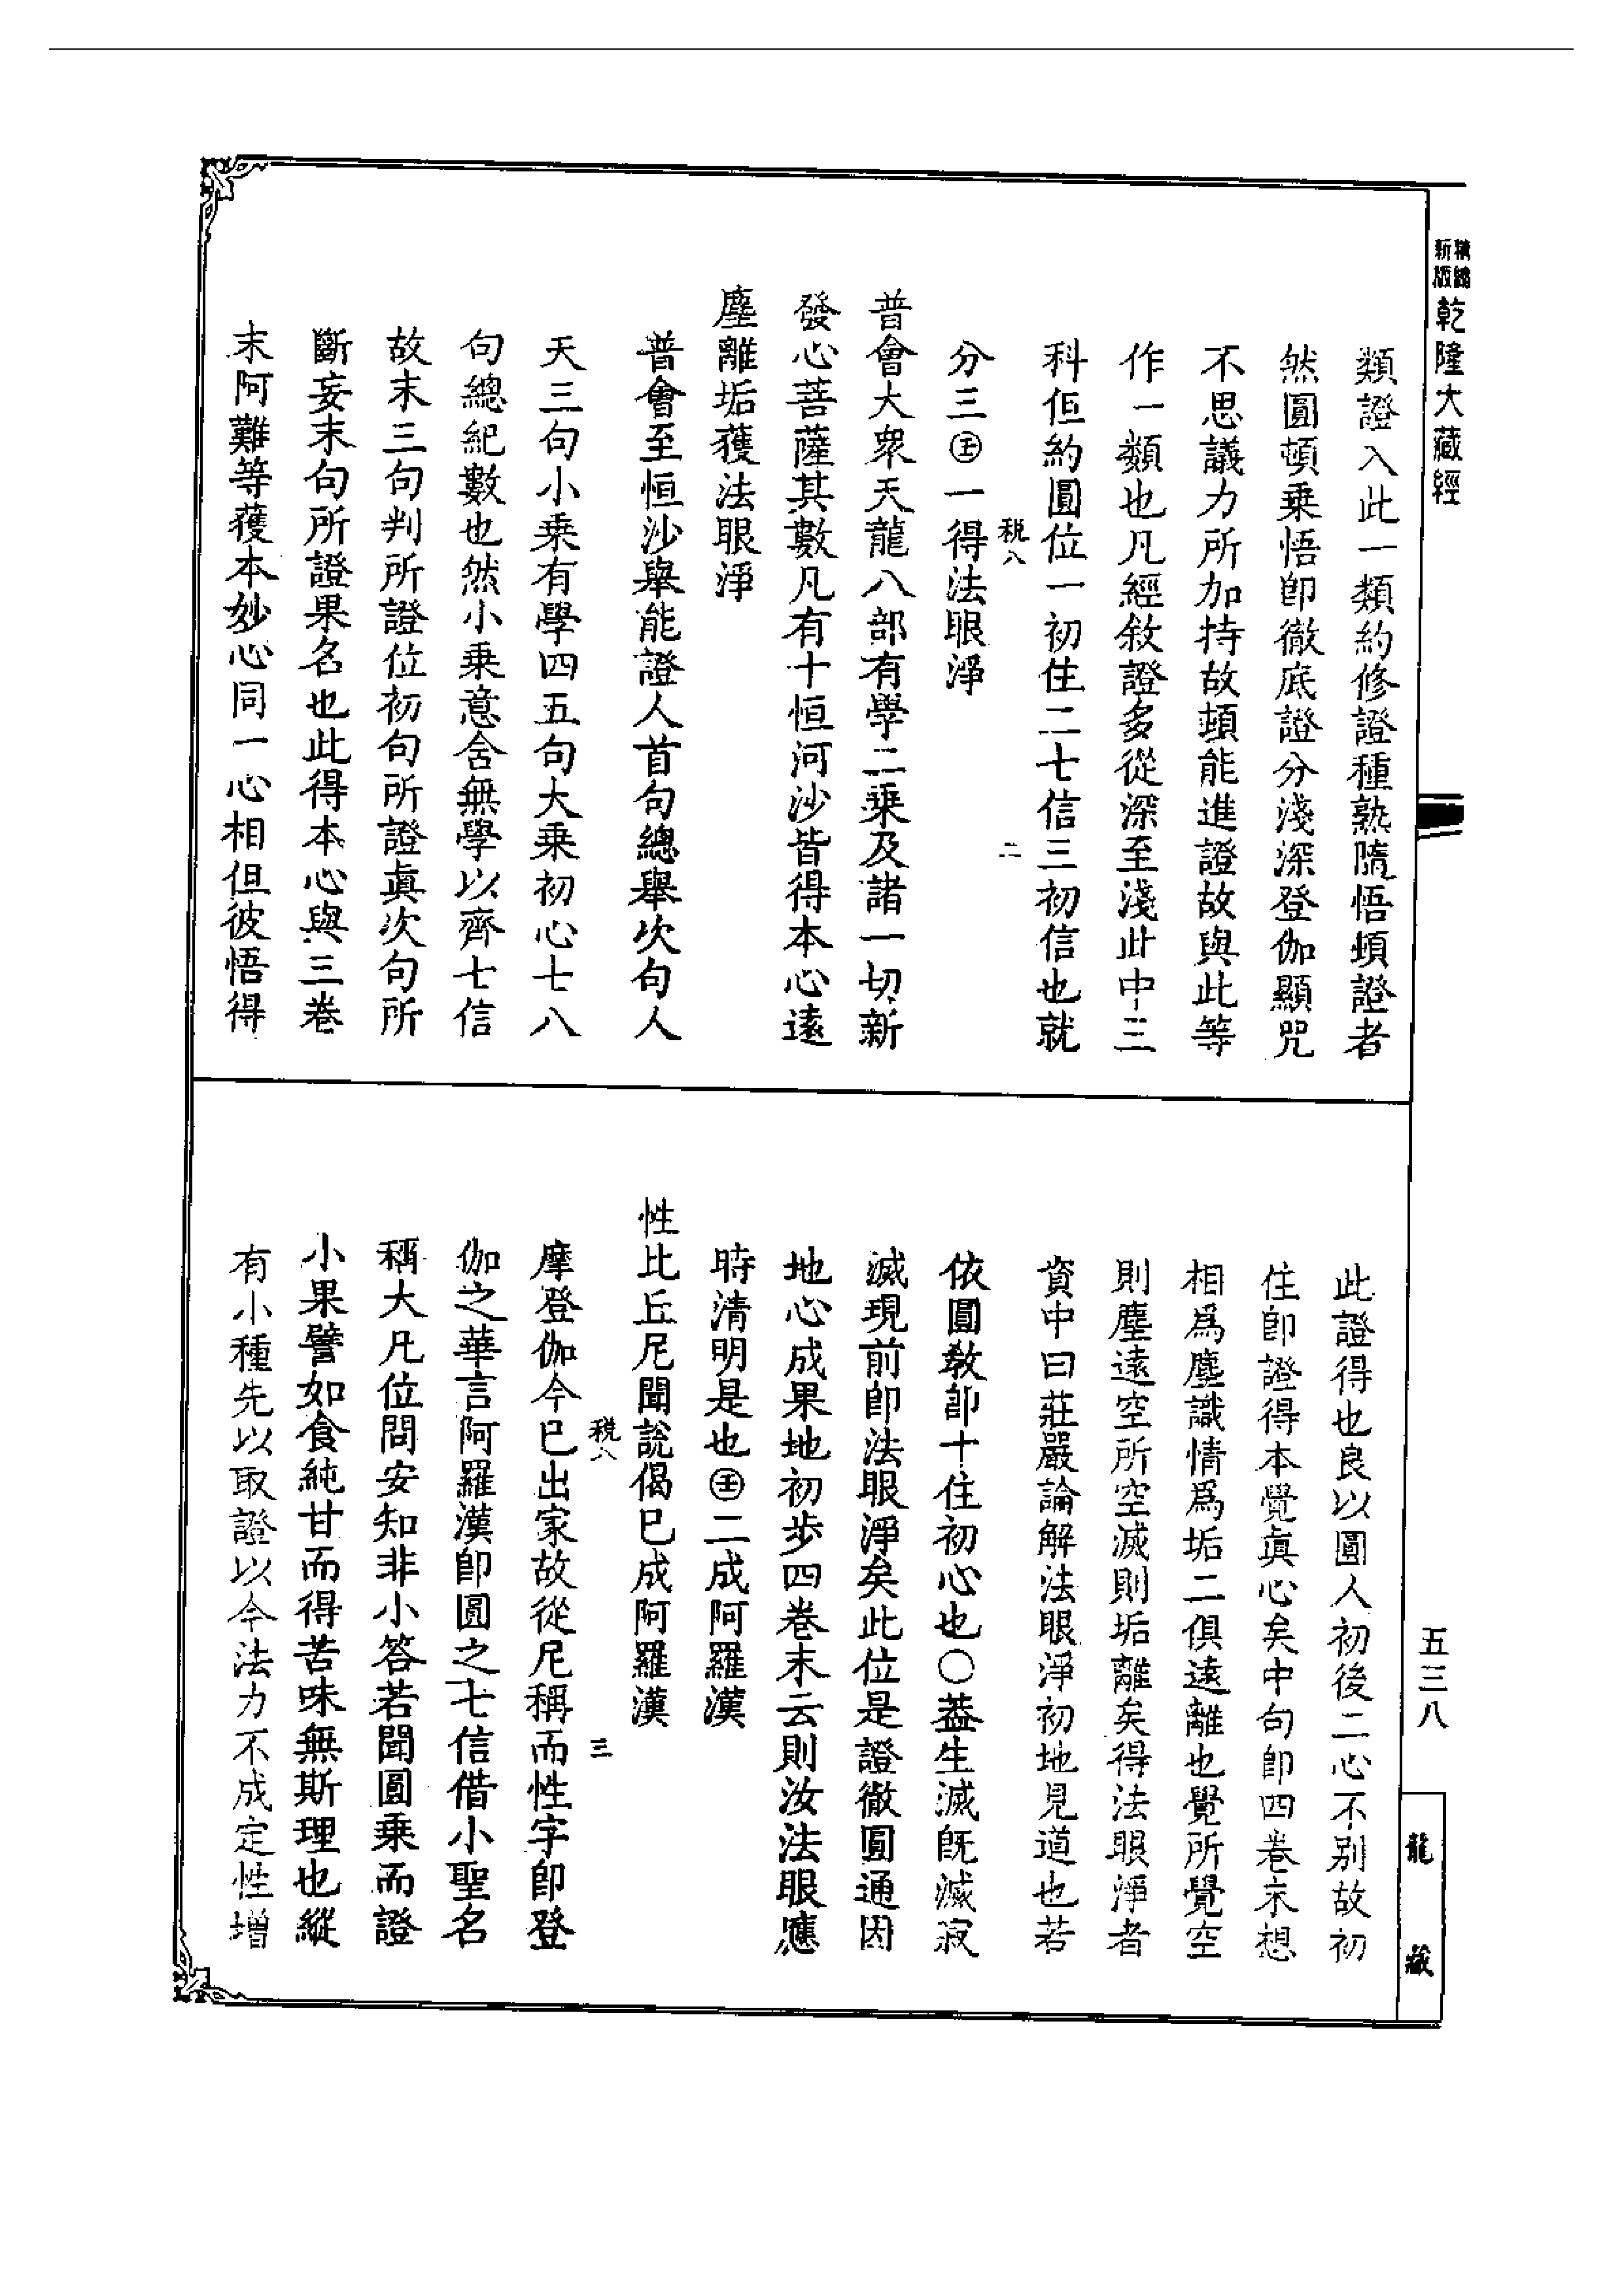 精縮新版乾隆大藏經
類證入此一類約修證種熟隨悟頓證者
然圓頓乗悟即徹底證分淺深登伽顯咒
不思議力所加持故頓能進證故與此等
作一類也凡經敘證多從深至淺此中三
科但約圓位一初住二七信三初信也就
税八
二
分三㊤一得法眼淨
普會大衆天龍八部有學二乗及諸一切新
發心菩薩其數凡有十恒河沙皆得本心遠
塵離垢獲法眼淨
普會至恒沙舉能證人首句總舉次句人
天三句小乗有學四五句大乗初心七八
句總紀數也然小乗意含無學以齊七信
故末三句判所證位初句所證眞次句所
斷妄末句所證果名也此得本心與三卷
末阿難等獲本妙心同一心相但彼悟得
此證得也良以圓人初後二心不別故初
住即證得本覺眞心矣中句即四卷末想
相爲塵識情爲垢二俱遠離也覺所覺空
則塵遠空所空滅則垢離矣得法眼淨者
資中曰莊嚴論解法眼淨初地見道也若
依圓教即十住初心也〇葢生滅既滅寂
滅現前即法眼淨矣此位是證徹圓通因
地心成果地初步四卷末云則汝法眼應
時清明是也二成阿羅漢
性比丘尼聞說偈已成阿羅漢
税八
三
摩登伽今已出家故從尼稱而性字即登
伽之華言阿羅漢即圓之七信借小聖名
稱大凡位問安知非小答若聞圓乗而證
小果譬如食純甘而得苦味無斯理也縱
有小種先以取證以今法力不成定性增
五三八
龍藏